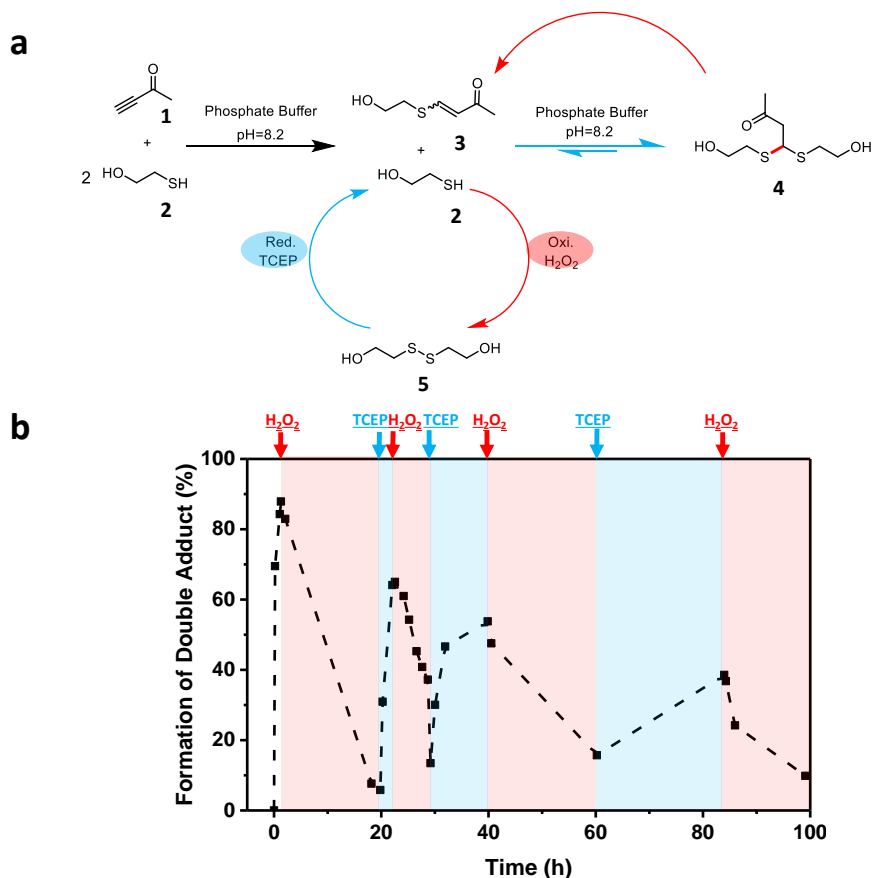 a
O
1
+
2 HO SH
2
Phosphate Buffer
pH=8.2
HO O
S
3
+
HO SH
2
Phosphate Buffer
pH=8.2
O
HO S S OH
4
Red.
TCEP
Oxi.
H₂O₂
HO S S OH
5
b
H₂O₂ TCEP H₂O₂ TCEP H₂O₂ TCEP H₂O₂
Formation of Double Adduct (%)
100
80
60
40
20
0
0 20 40 60 80 100
Time (h)